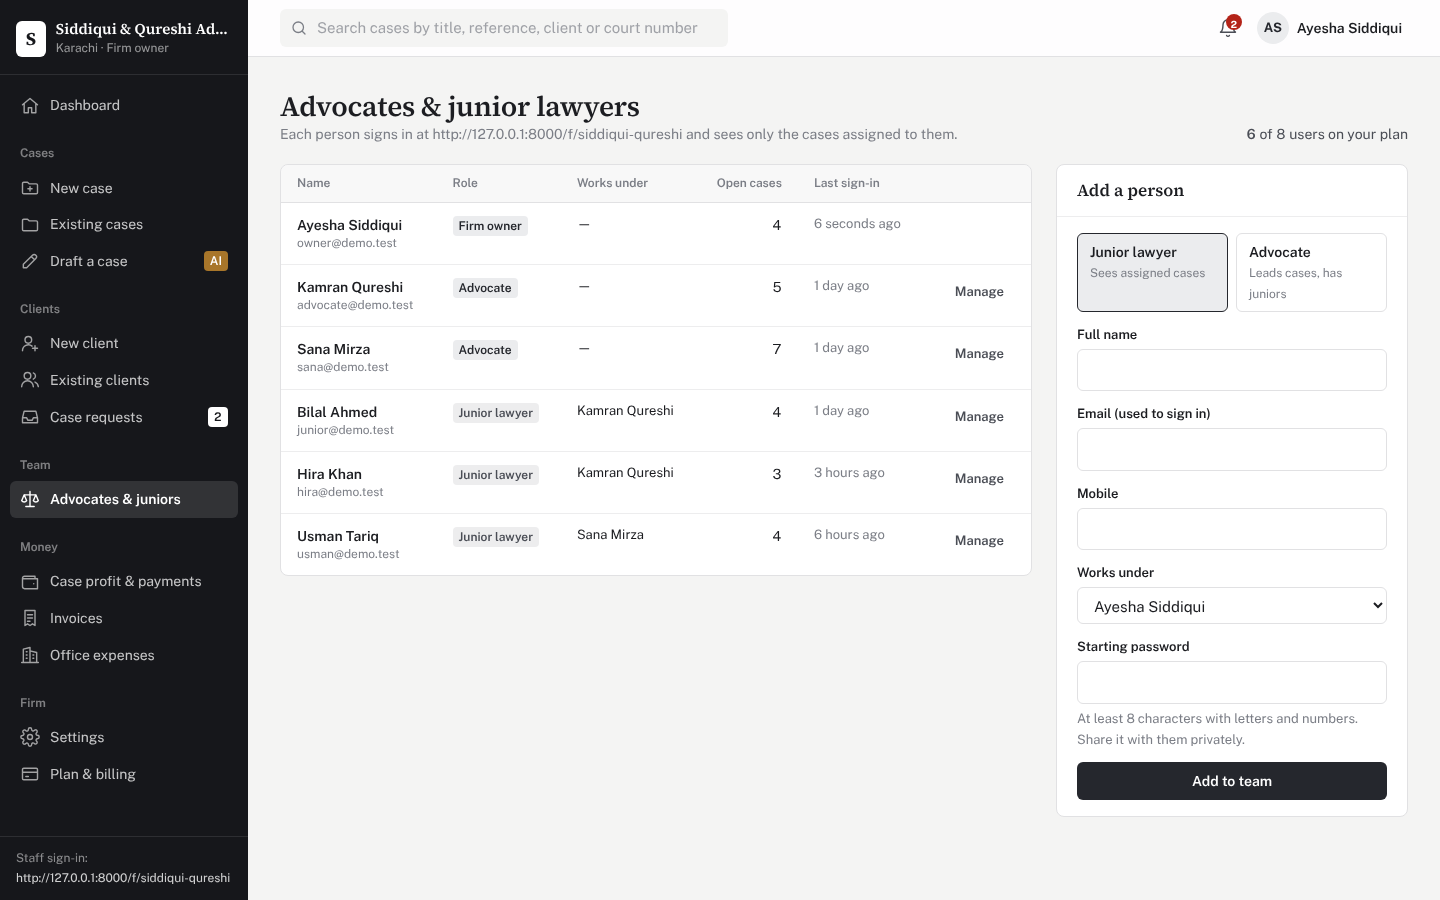 S
Siddiqui & Qureshi Ad...
Karachi · Firm owner
Dashboard
Cases
New case
Existing cases
Draft a case AI
Clients
New client
Existing clients
Case requests 2
Team
Advocates & juniors
Money
Case profit & payments
Invoices
Office expenses
Firm
Settings
Plan & billing
Staff sign-in:
http://127.0.0.1:8000/f/siddiqui-qureshi
Search cases by title, reference, client or court number
2
AS Ayesha Siddiqui
Advocates & junior lawyers
Each person signs in at http://127.0.0.1:8000/f/siddiqui-qureshi and sees only the cases assigned to them.
6 of 8 users on your plan
Name Role Works under Open cases Last sign-in
Ayesha Siddiqui Firm owner — 4 6 seconds ago
owner@demo.test
Kamran Qureshi Advocate — 5 1 day ago Manage
advocate@demo.test
Sana Mirza Advocate — 7 1 day ago Manage
sana@demo.test
Bilal Ahmed Junior lawyer Kamran Qureshi 4 1 day ago Manage
junior@demo.test
Hira Khan Junior lawyer Kamran Qureshi 3 3 hours ago Manage
hira@demo.test
Usman Tariq Junior lawyer Sana Mirza 4 6 hours ago Manage
usman@demo.test
Add a person
Junior lawyer
Sees assigned cases
Advocate
Leads cases, has
juniors
Full name
Email (used to sign in)
Mobile
Works under
Ayesha Siddiqui
Starting password
At least 8 characters with letters and numbers.
Share it with them privately.
Add to team